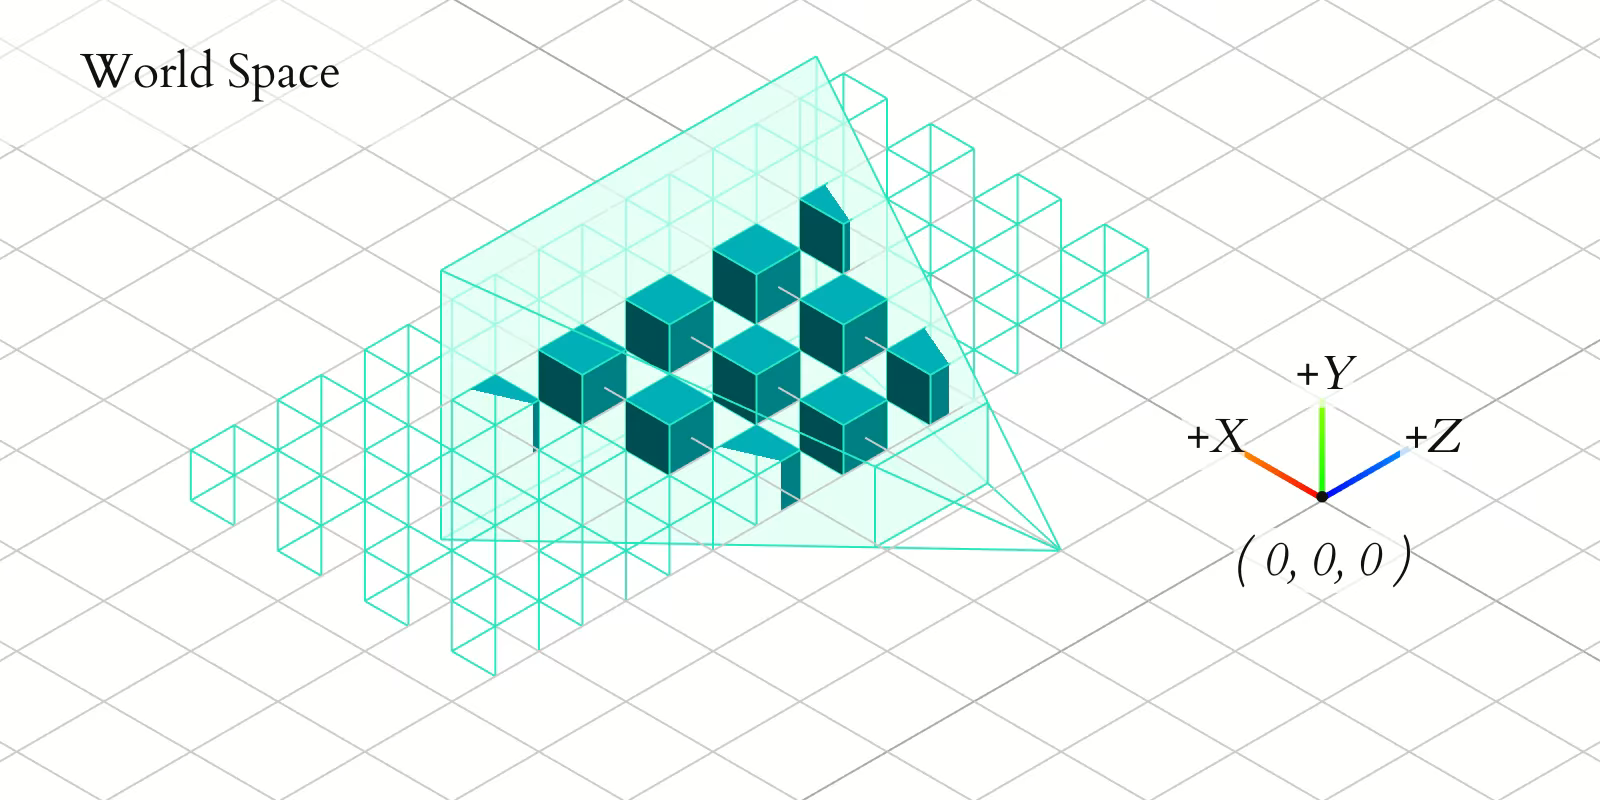 World Space
+Y
+X
+Z
( 0, 0, 0 )